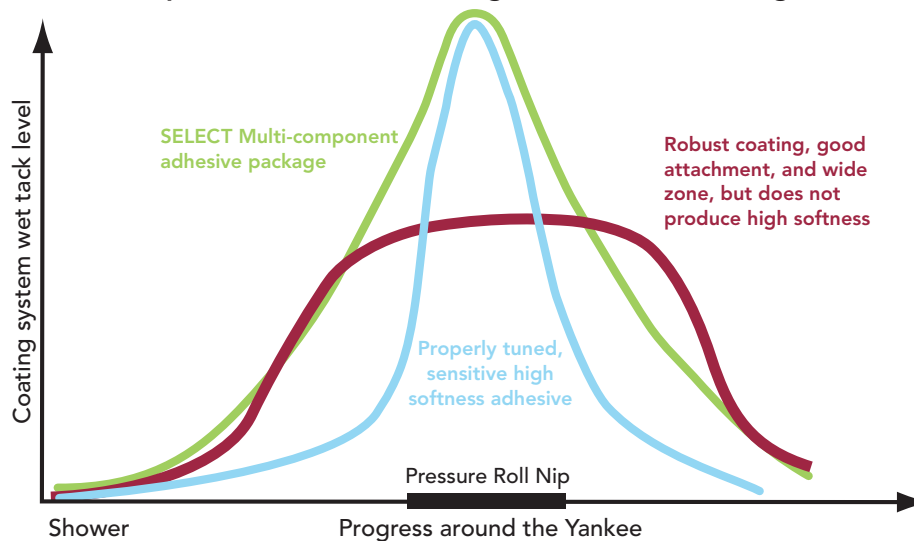 Coating system wet tack level
SELECT Multi-component
adhesive package
Robust coating, good
attachment, and wide
zone, but does not
produce high softness
Properly tuned,
sensitive high
softness adhesive
Pressure Roll Nip
Shower
Progress around the Yankee